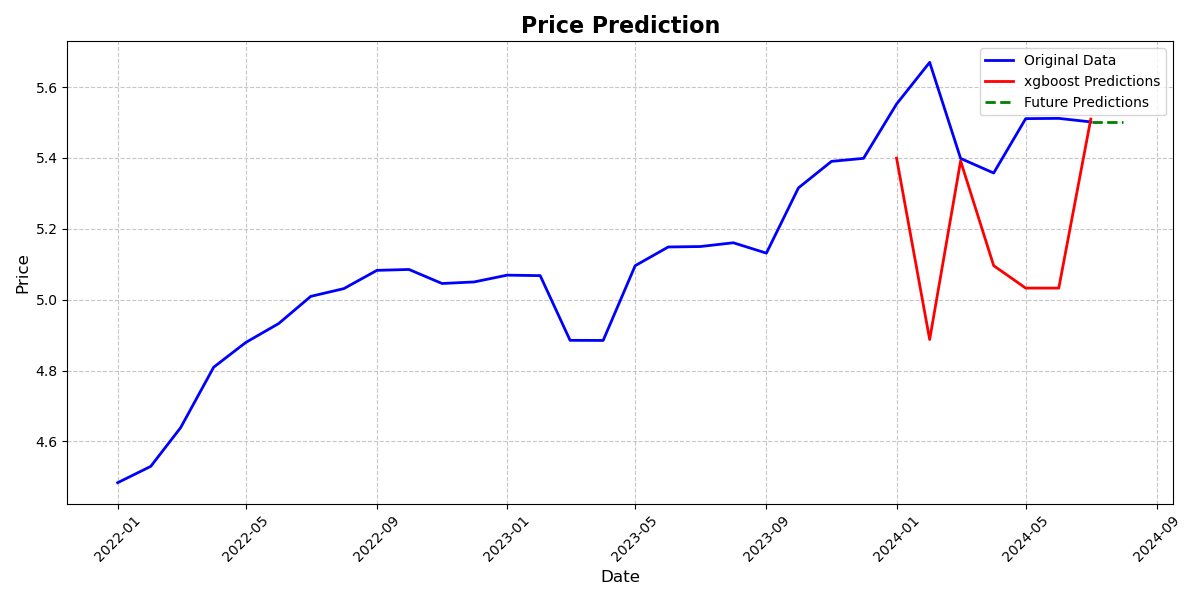 Price Prediction
Original Data
xgboost Predictions
Future Predictions
Price
5.6
5.4
5.2
5.0
4.8
4.6
2022-01
2022-05
2022-09
2023-01
2023-05
2023-09
2024-01
2024-05
2024-09
Date